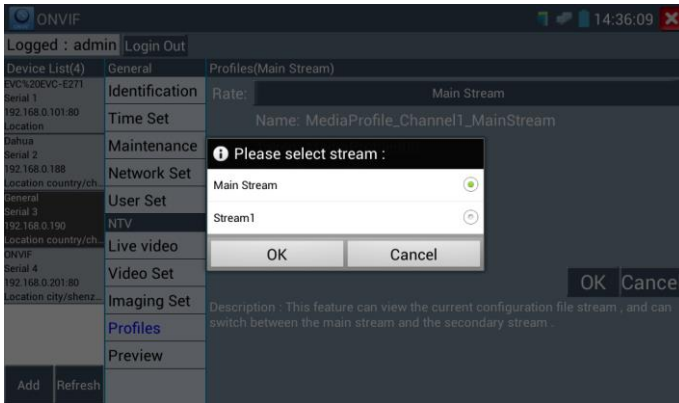 ONVIF
14:36:09
Logged : admin
Login Out
Device List(4)
EVC%20EVC-E271
Serial 1
192.168.0.101:80
Location
Dahua
Serial 2
192.168.0.188
Location country/ch...
General
Serial 3
192.168.0.190
Location country/ch...
ONVIF
Serial 4
192.168.0.201:80
Location city/shenz...
Add
Refresh
General
Identification
Time Set
Maintenance
Network Set
User Set
NTV
Live video
Video Set
Imaging Set
Profiles
Preview
Profiles(Main Stream)
Rate:
Main Stream
Name: MediaProfile_Channel1_MainStream
Please select stream :
Main Stream
Stream1
OK
Cancel
OK
Cance
Description : This feature can view the current configuration file stream , and can
switch between the main stream and the secondary stream .